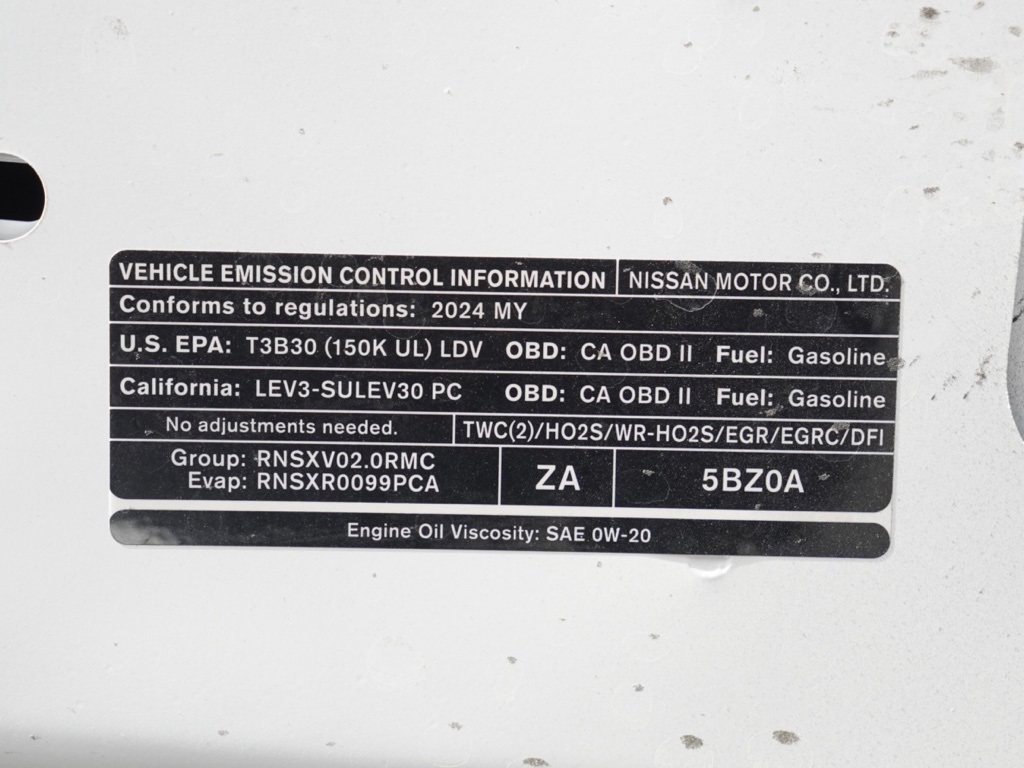 VEHICLE EMISSION CONTROL INFORMATION NISSAN MOTOR CO., LTD.
Conforms to regulations: 2024 MY
U.S. EPA: T3B30 (150K UL) LDV OBD: CA OBD II Fuel: Gasoline
California: LEV3-SULEV30 PC OBD: CA OBD II Fuel: Gasoline
No adjustments needed. TWC(2)/HO2S/WR-HO2S/EGR/EGRC/DFI
Group: RNSXV02.0RMC
Evap: RNSXR0099PCA
ZA
5BZ0A
Engine Oil Viscosity: SAE 0W-20